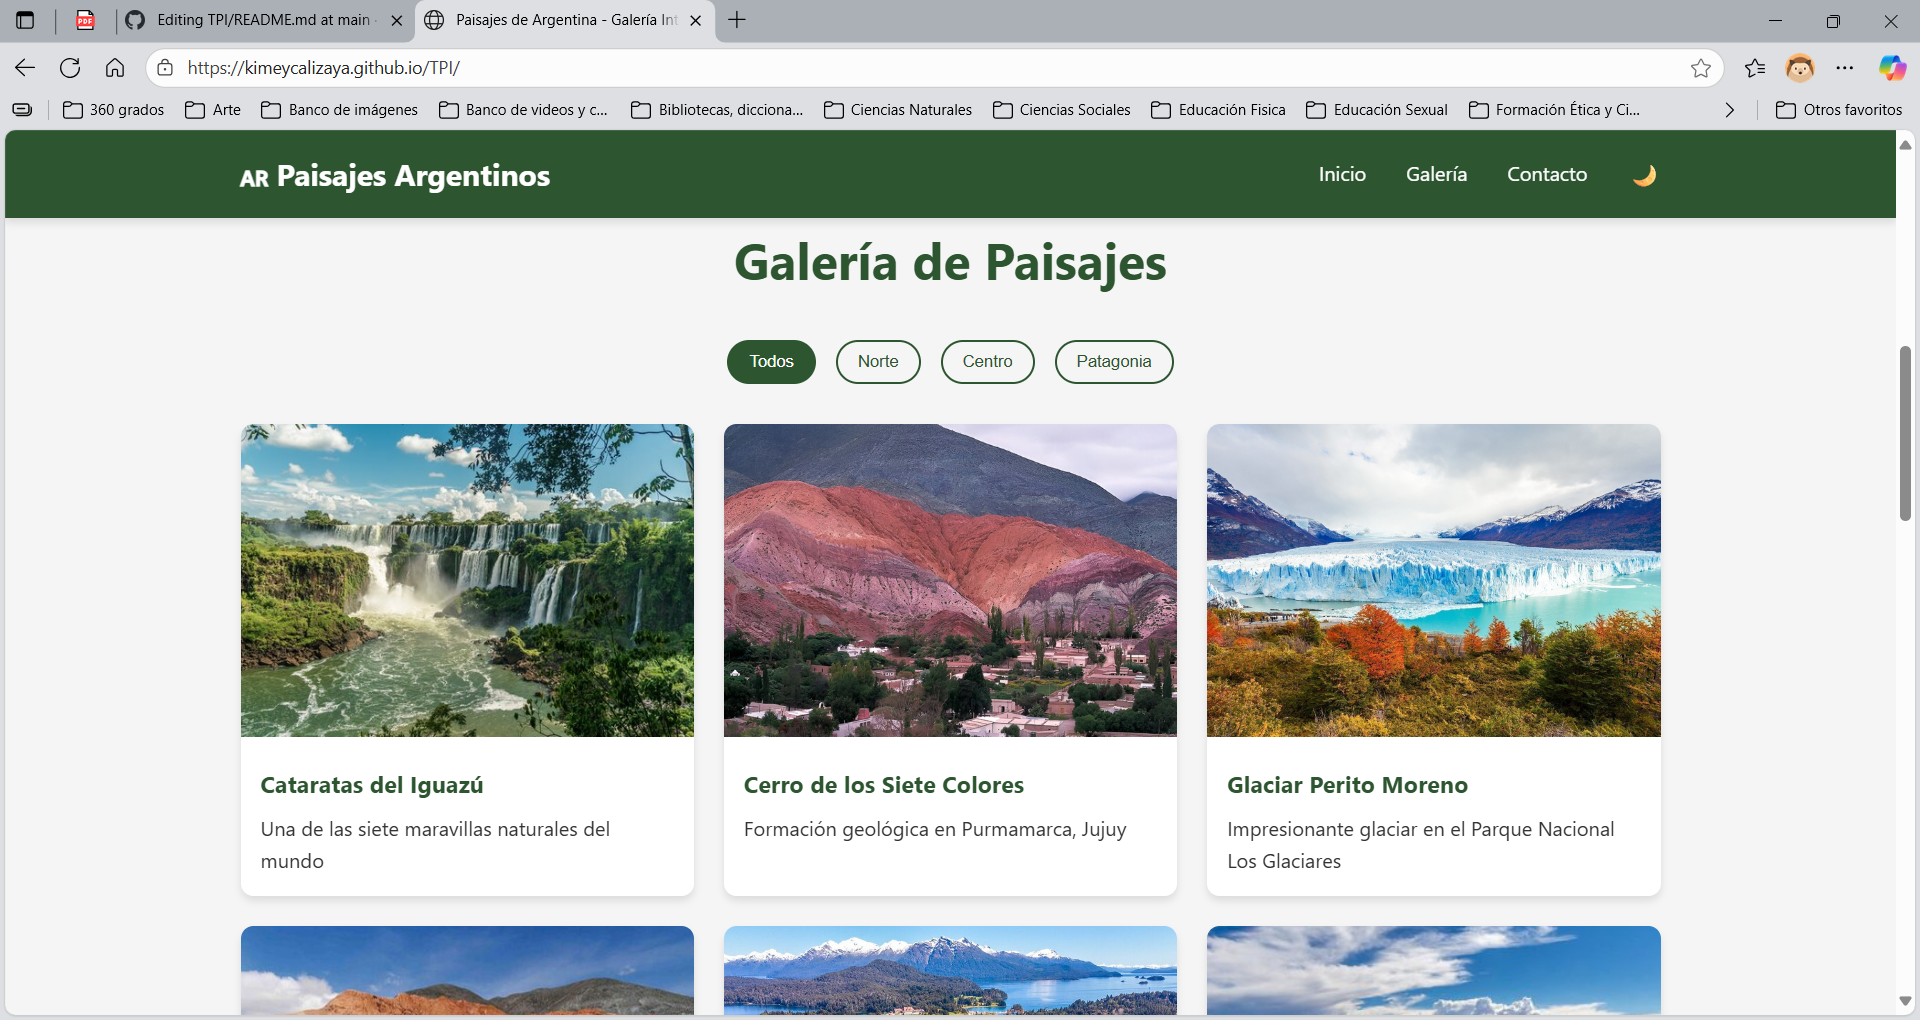 Editing TPI/README.md at main
Paisajes de Argentina - Galería Int
https://kimeycalizaya.github.io/TPI/
360 grados
Arte
Banco de imágenes
Banco de videos y c...
Bibliotecas, dicciona...
Ciencias Naturales
Ciencias Sociales
Educación Fisica
Educación Sexual
Formación Ética y Ci...
Otros favoritos
AR Paisajes Argentinos
Inicio
Galería
Contacto
Galería de Paisajes
Todos
Norte
Centro
Patagonia
Cataratas del Iguazú
Una de las siete maravillas naturales del
mundo
Cerro de los Siete Colores
Formación geológica en Purmamarca, Jujuy
Glaciar Perito Moreno
Impresionante glaciar en el Parque Nacional
Los Glaciares